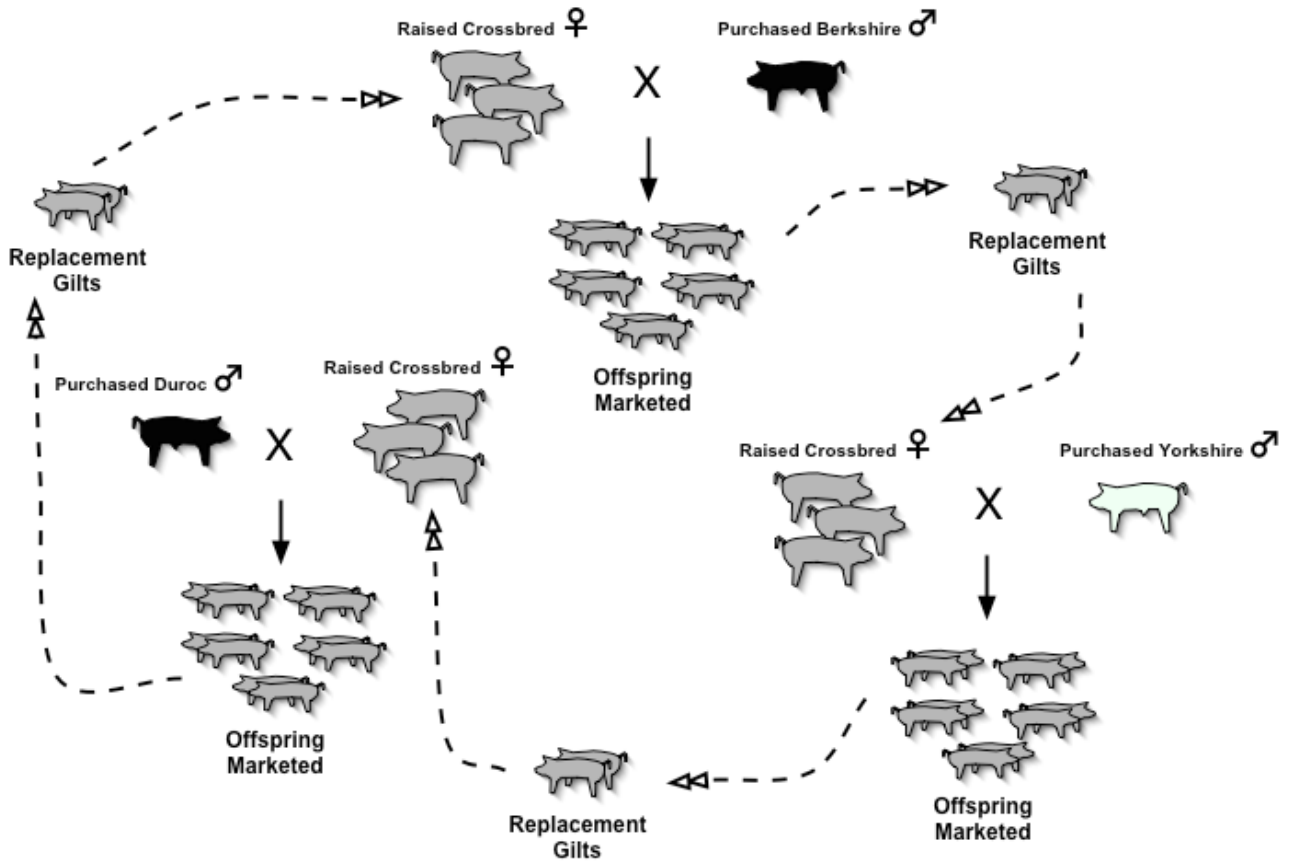 Raised Crossbred ♀
Purchased Berkshire ♂
X
Replacement
Gilts
Replacement
Gilts
Offspring
Marketed
Purchased Duroc ♂
Raised Crossbred ♀
X
Raised Crossbred ♀
Purchased Yorkshire ♂
X
Offspring
Marketed
Replacement
Gilts
Offspring
Marketed